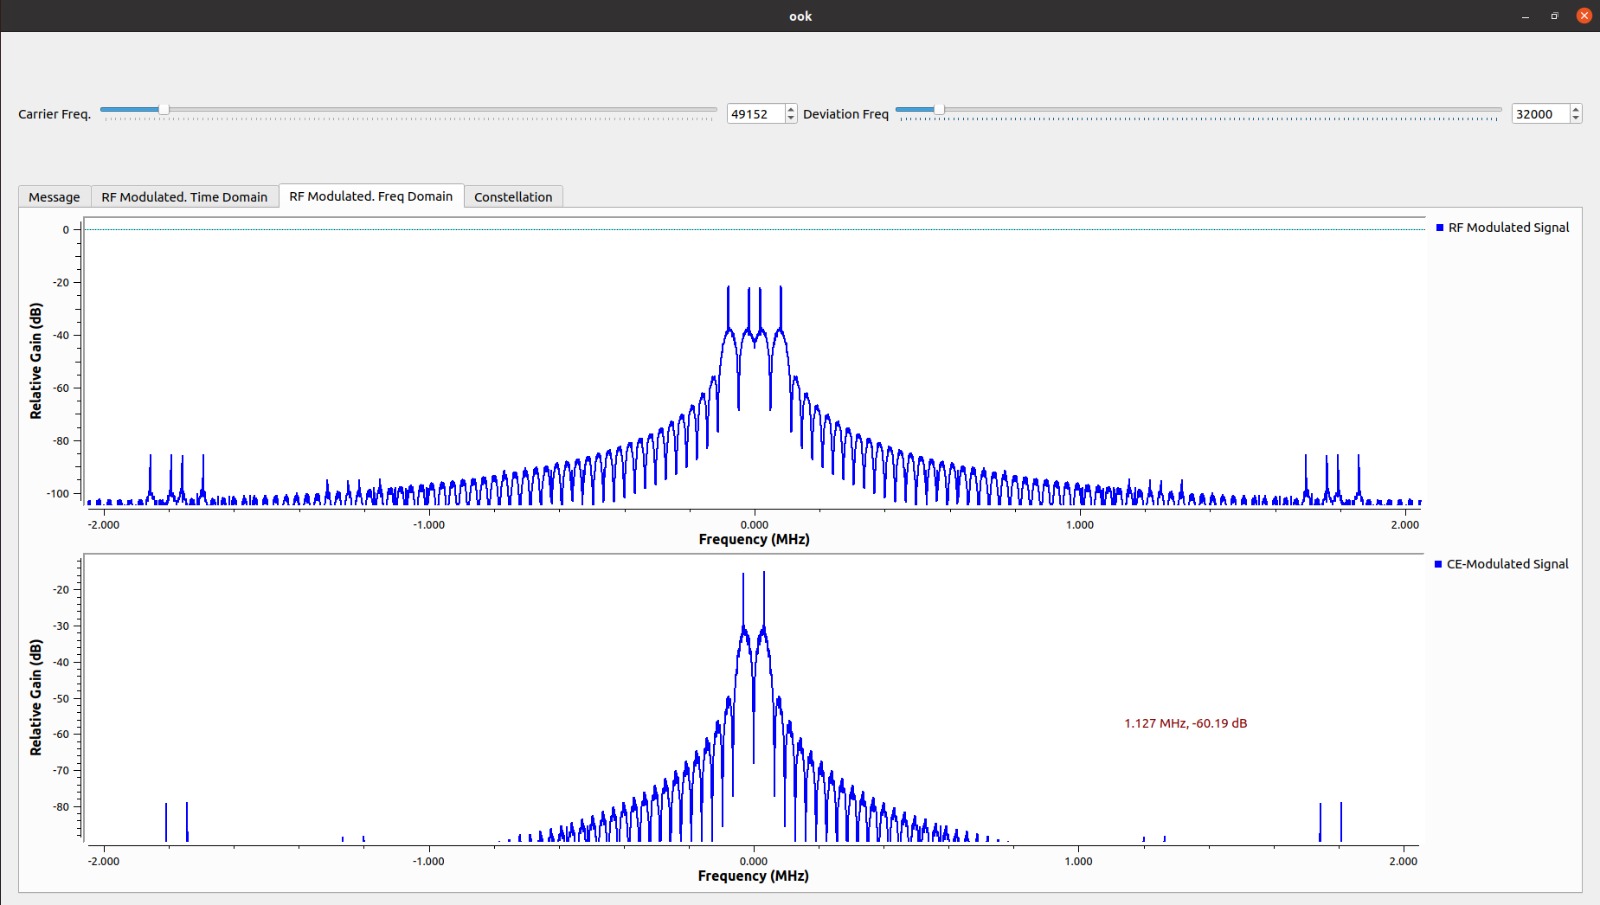 ook
Carrier Freq. 49152 Deviation Freq 32000
Message RF Modulated. Time Domain RF Modulated. Freq Domain Constellation
RF Modulated Signal
0
-20
-40
-60
-80
-100
Relative Gain (dB)
-2.000 -1.000 0.000 1.000 2.000
Frequency (MHz)
CE-Modulated Signal
-20
-30
-40
-50
-60
-70
-80
Relative Gain (dB)
1.127 MHz, -60.19 dB
-2.000 -1.000 0.000 1.000 2.000
Frequency (MHz)